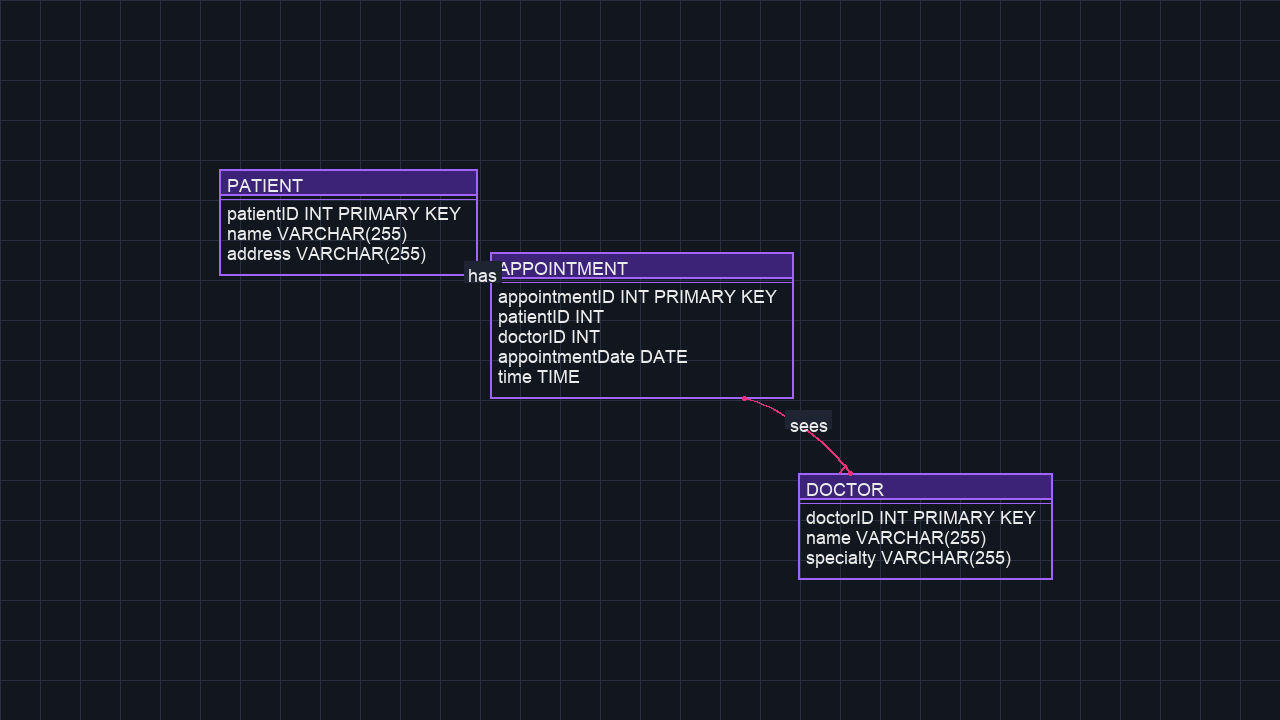 PATIENT
patientID INT PRIMARY KEY
name VARCHAR(255)
address VARCHAR(255)
has
APPOINTMENT
appointmentID INT PRIMARY KEY
patientID INT
doctorID INT
appointmentDate DATE
time TIME
sees
DOCTOR
doctorID INT PRIMARY KEY
name VARCHAR(255)
specialty VARCHAR(255)